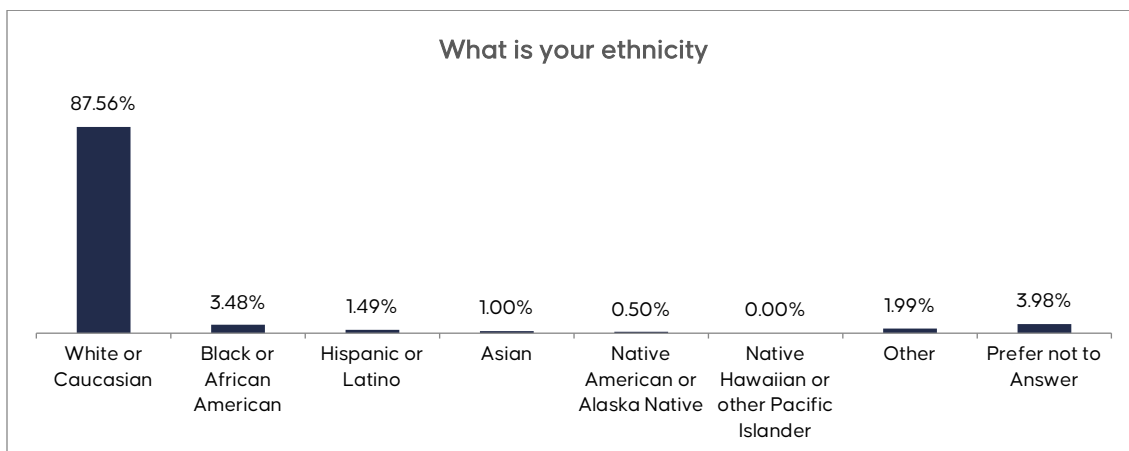 What is your ethnicity
87.56%
3.48%
1.49%
1.00%
0.50%
0.00%
1.99%
3.98%
White or
Caucasian
Black or
African
American
Hispanic or
Latino
Asian
Native
American or
Alaska Native
Native
Hawaiian or
other Pacific
Islander
Other
Prefer not to
Answer